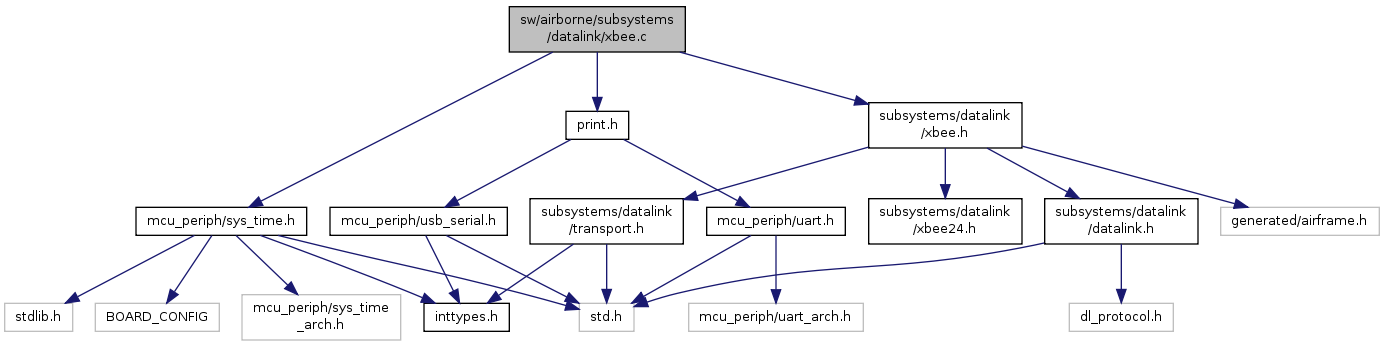 sw/airborne/subsystems
/datalink/xbee.c
print.h
subsystems/datalink
/xbee.h
mcu_periph/sys_time.h
mcu_periph/usb_serial.h
subsystems/datalink
/transport.h
mcu_periph/uart.h
subsystems/datalink
/xbee24.h
subsystems/datalink
/datalink.h
generated/airframe.h
stdlib.h
BOARD_CONFIG
mcu_periph/sys_time
_arch.h
inttypes.h
std.h
mcu_periph/uart_arch.h
dl_protocol.h